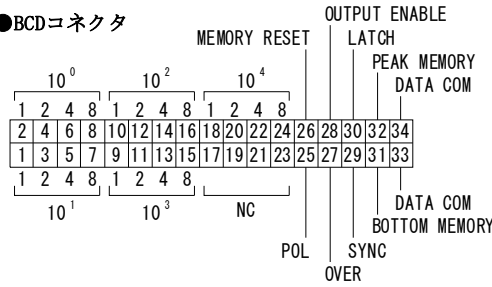 ●BCDコネクタ
OUTPUT ENABLE
MEMORY RESET LATCH
PEAK MEMORY
DATA COM
10⁰ 10² 10⁴
1 2 4 8 1 2 4 8 1 2 4 8
2 4 6 8 10 12 14 16 18 20 22 24 26 28 30 32 34
1 3 5 7 9 11 13 15 17 19 21 23 25 27 29 31 33
1 2 4 8 1 2 4 8
10¹ 10³ NC
DATA COM
BOTTOM MEMORY
POL SYNC
OVER